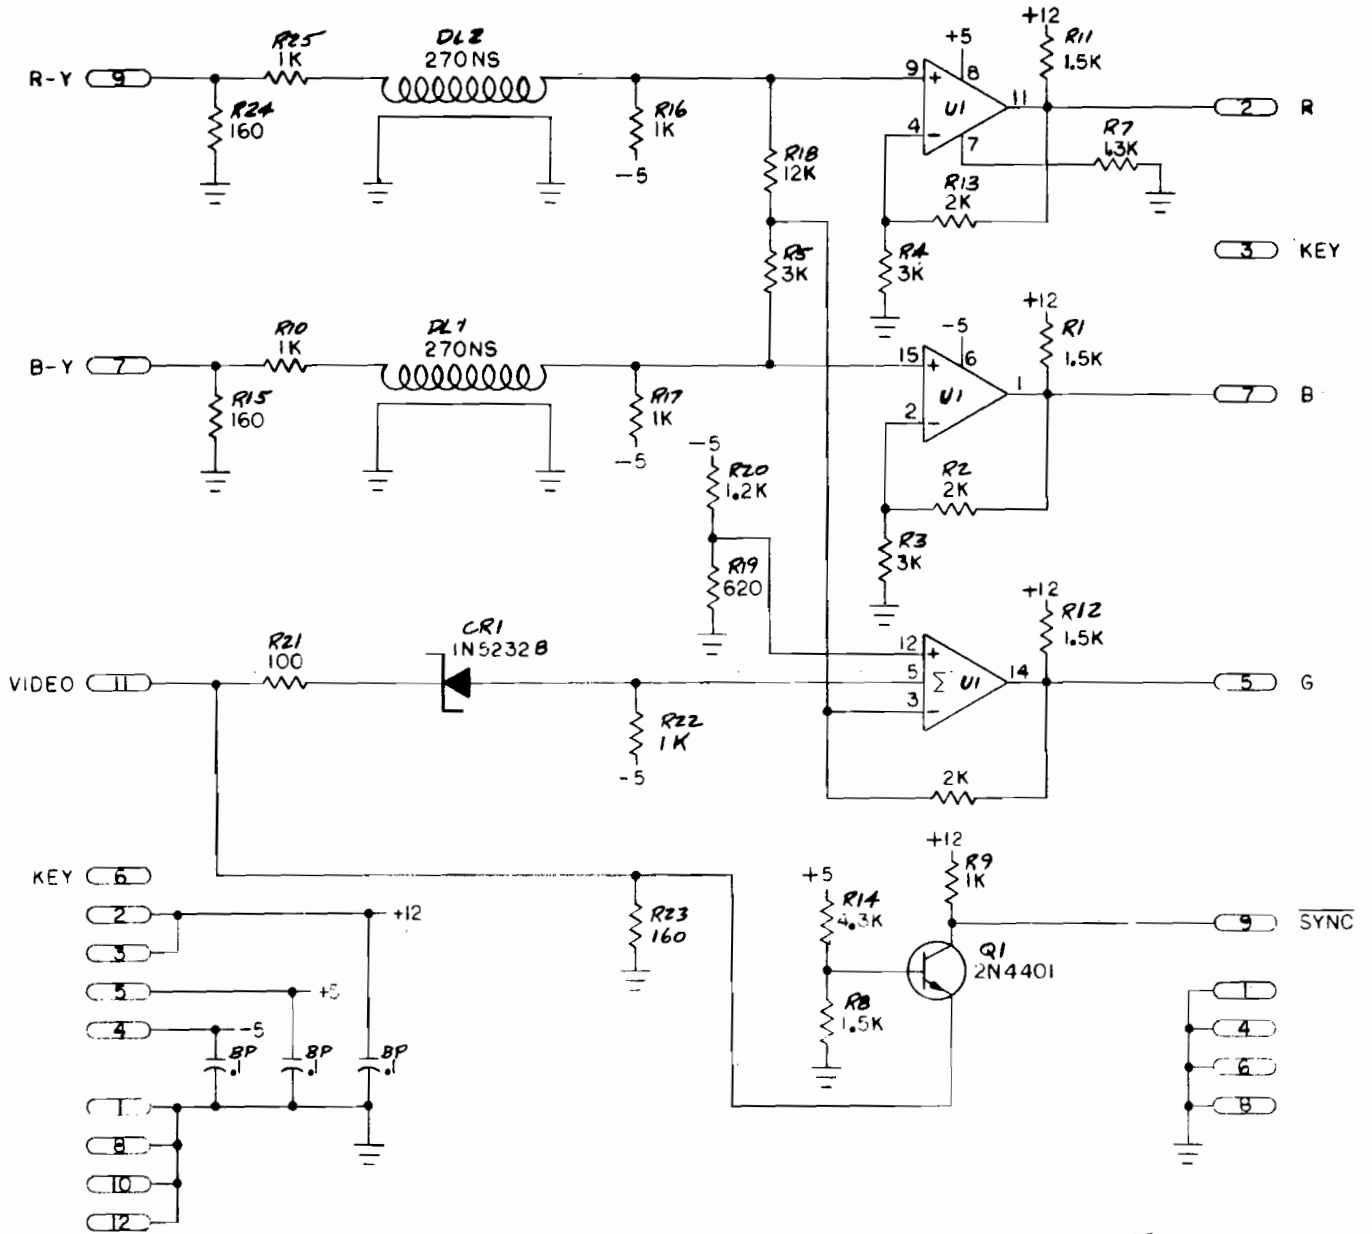 R-Y 9
R25
1K
DL2
270NS
R24
160
R16
1K
-5
R18
12K
9 +
+5
8
U1
4 -
7
11
+12
R11
1.5K
2 R
R7
1.3K
R13
2K
R4
3K
3 KEY
R5
3K
B-Y 7
R10
1K
DL1
270NS
R15
160
R17
1K
-5
15 +
-5
6
U1
2 -
1
+12
R1
1.5K
7 B
R2
2K
R3
3K
-5
R20
1.2K
R19
620
VIDEO 11
R21
100
CR1
1N5232B
R22
1K
-5
12 +
5 Σ U1
3 -
14
+12
R12
1.5K
5 G
2K
KEY 6
2
+12
3
5
+5
4
-5
BP
.1
BP
.1
BP
.1
1
8
10
12
R23
160
+5
R14
4.3K
R8
1.5K
+12
R9
1K
Q1
2N4401
9 SYNC
1
4
6
8